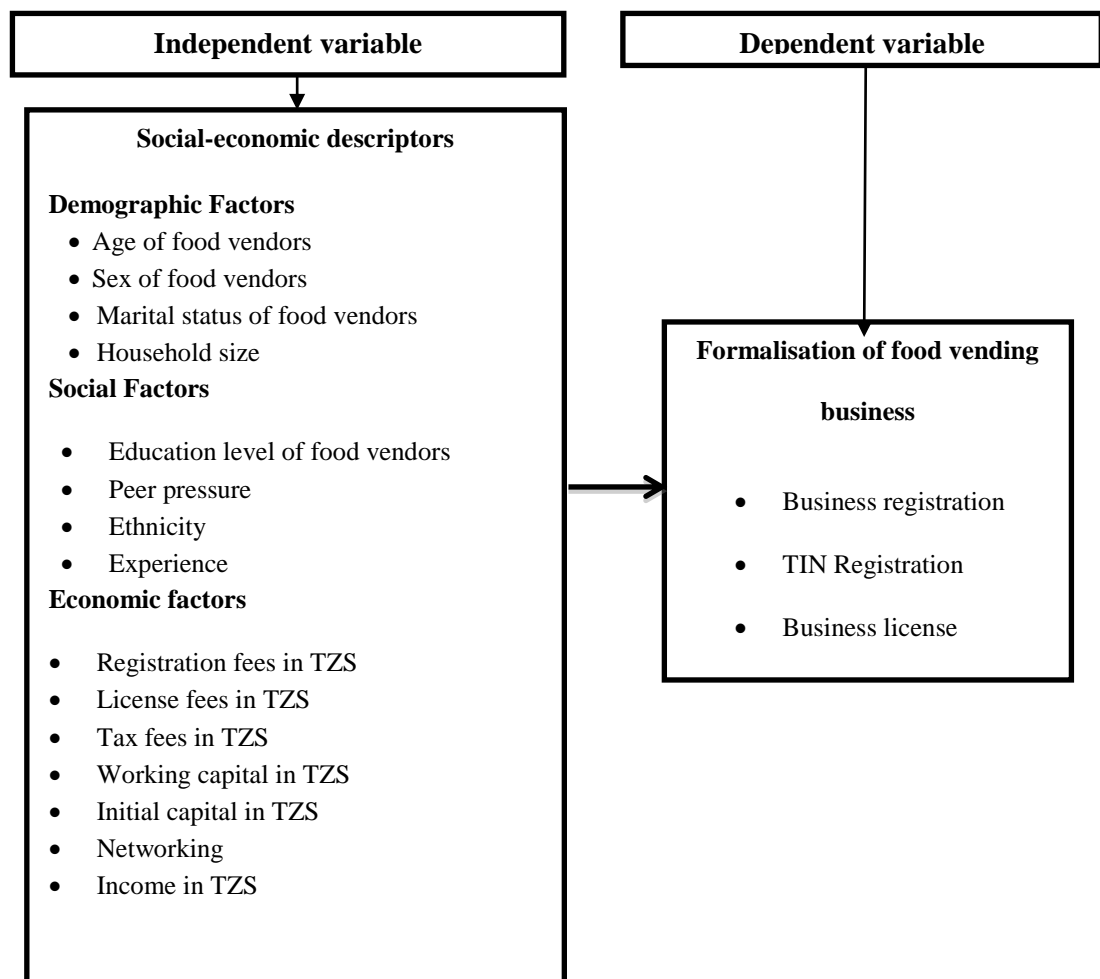 Independent variable
Dependent variable
Social-economic descriptors
Demographic Factors
• Age of food vendors
• Sex of food vendors
• Marital status of food vendors
• Household size
Social Factors
• Education level of food vendors
• Peer pressure
• Ethnicity
• Experience
Economic factors
• Registration fees in TZS
• License fees in TZS
• Tax fees in TZS
• Working capital in TZS
• Initial capital in TZS
• Networking
• Income in TZS
Formalisation of food vending
business
• Business registration
• TIN Registration
• Business license